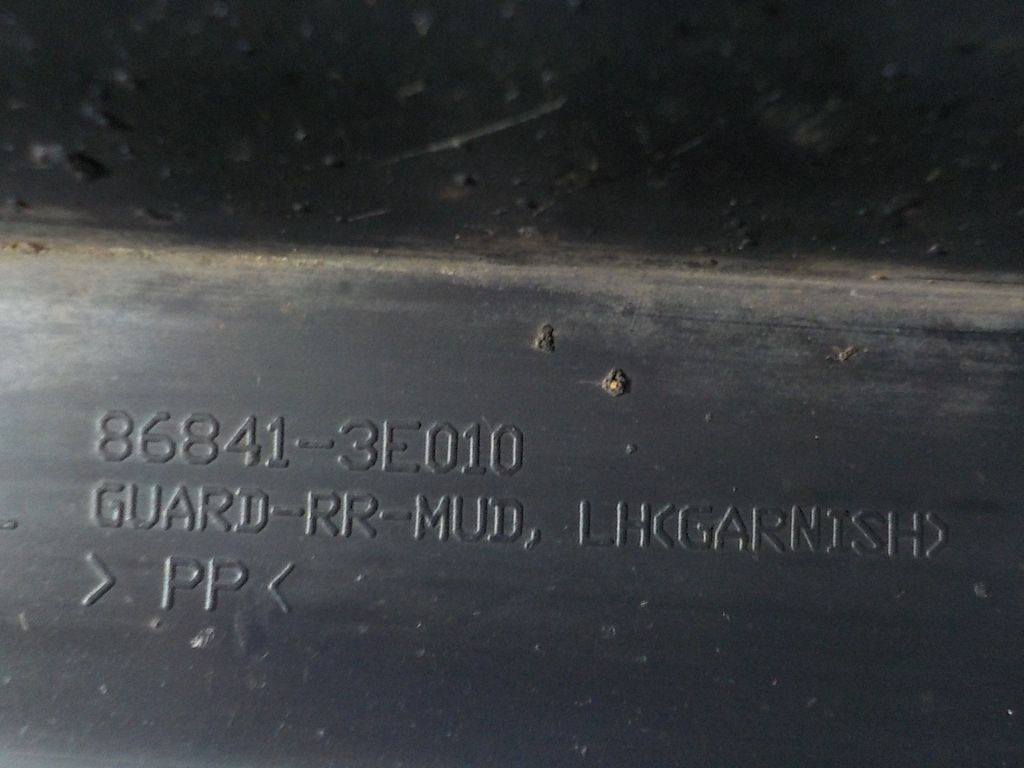 86841-3E010
GUARD-RR-MUD, LH(GARNISH)
> PP <